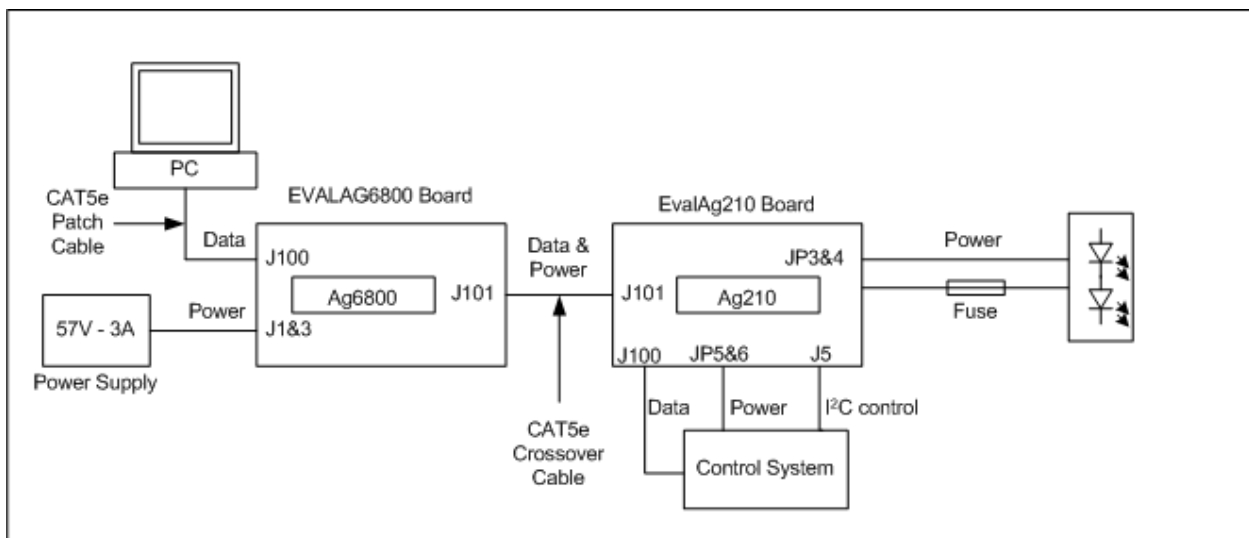 PC
CAT5e
Patch
Cable
Data
Power
57V - 3A
Power Supply
EVALAG6800 Board
J100
Ag6800
J101
J1&3
Data &
Power
CAT5e
Crossover
Cable
EvalAg210 Board
JP3&4
J101
Ag210
J100
JP5&6
J5
Data
Power
I²C control
Control System
Power
Fuse